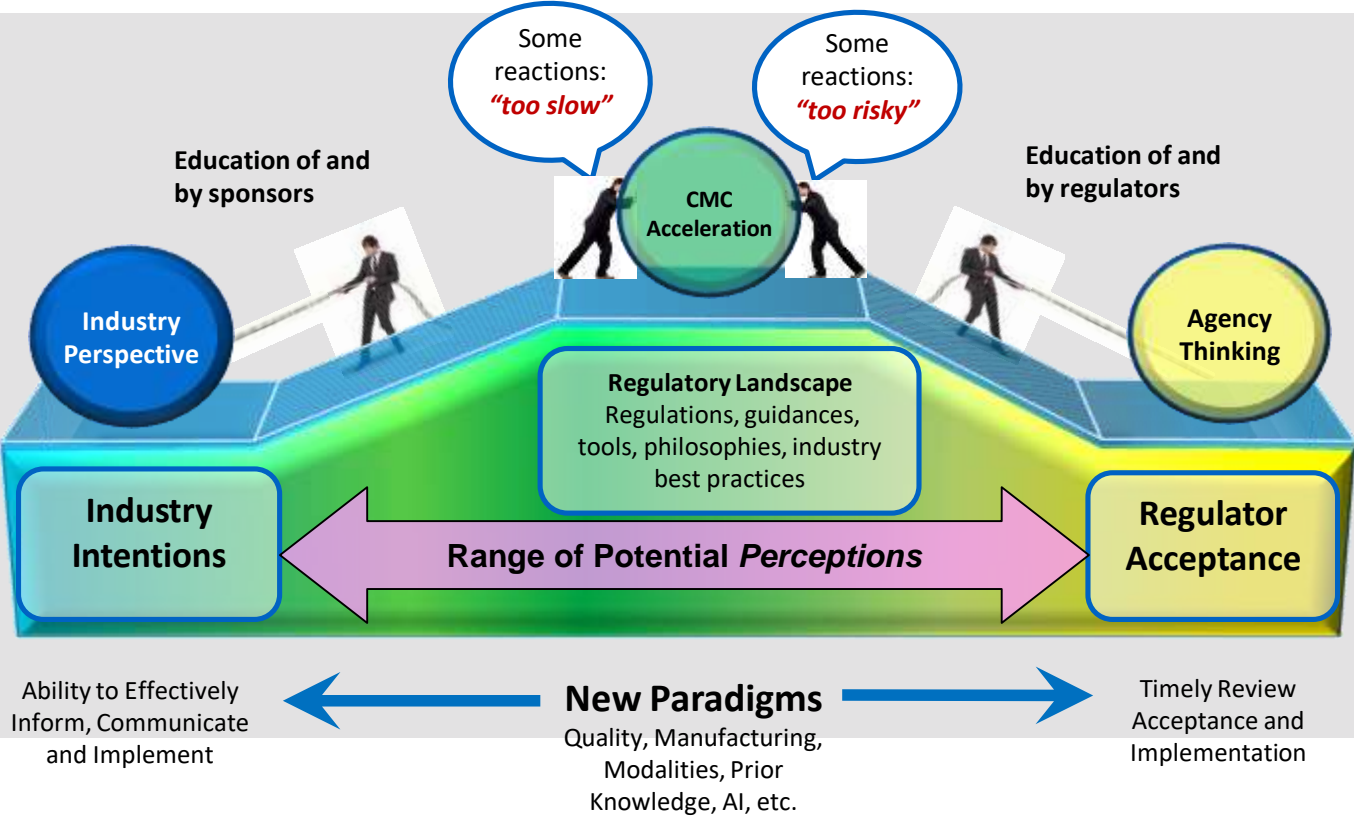 Some
reactions:
“too slow”
Some
reactions:
“too risky”
Education of and
by sponsors
CMC
Acceleration
Education of and
by regulators
Industry
Perspective
Agency
Thinking
Regulatory Landscape
Regulations, guidances,
tools, philosophies, industry
best practices
Industry
Intentions
Range of Potential Perceptions
Regulator
Acceptance
Ability to Effectively
Inform, Communicate
and Implement
New Paradigms
Quality, Manufacturing,
Modalities, Prior
Knowledge, AI, etc.
Timely Review
Acceptance and
Implementation